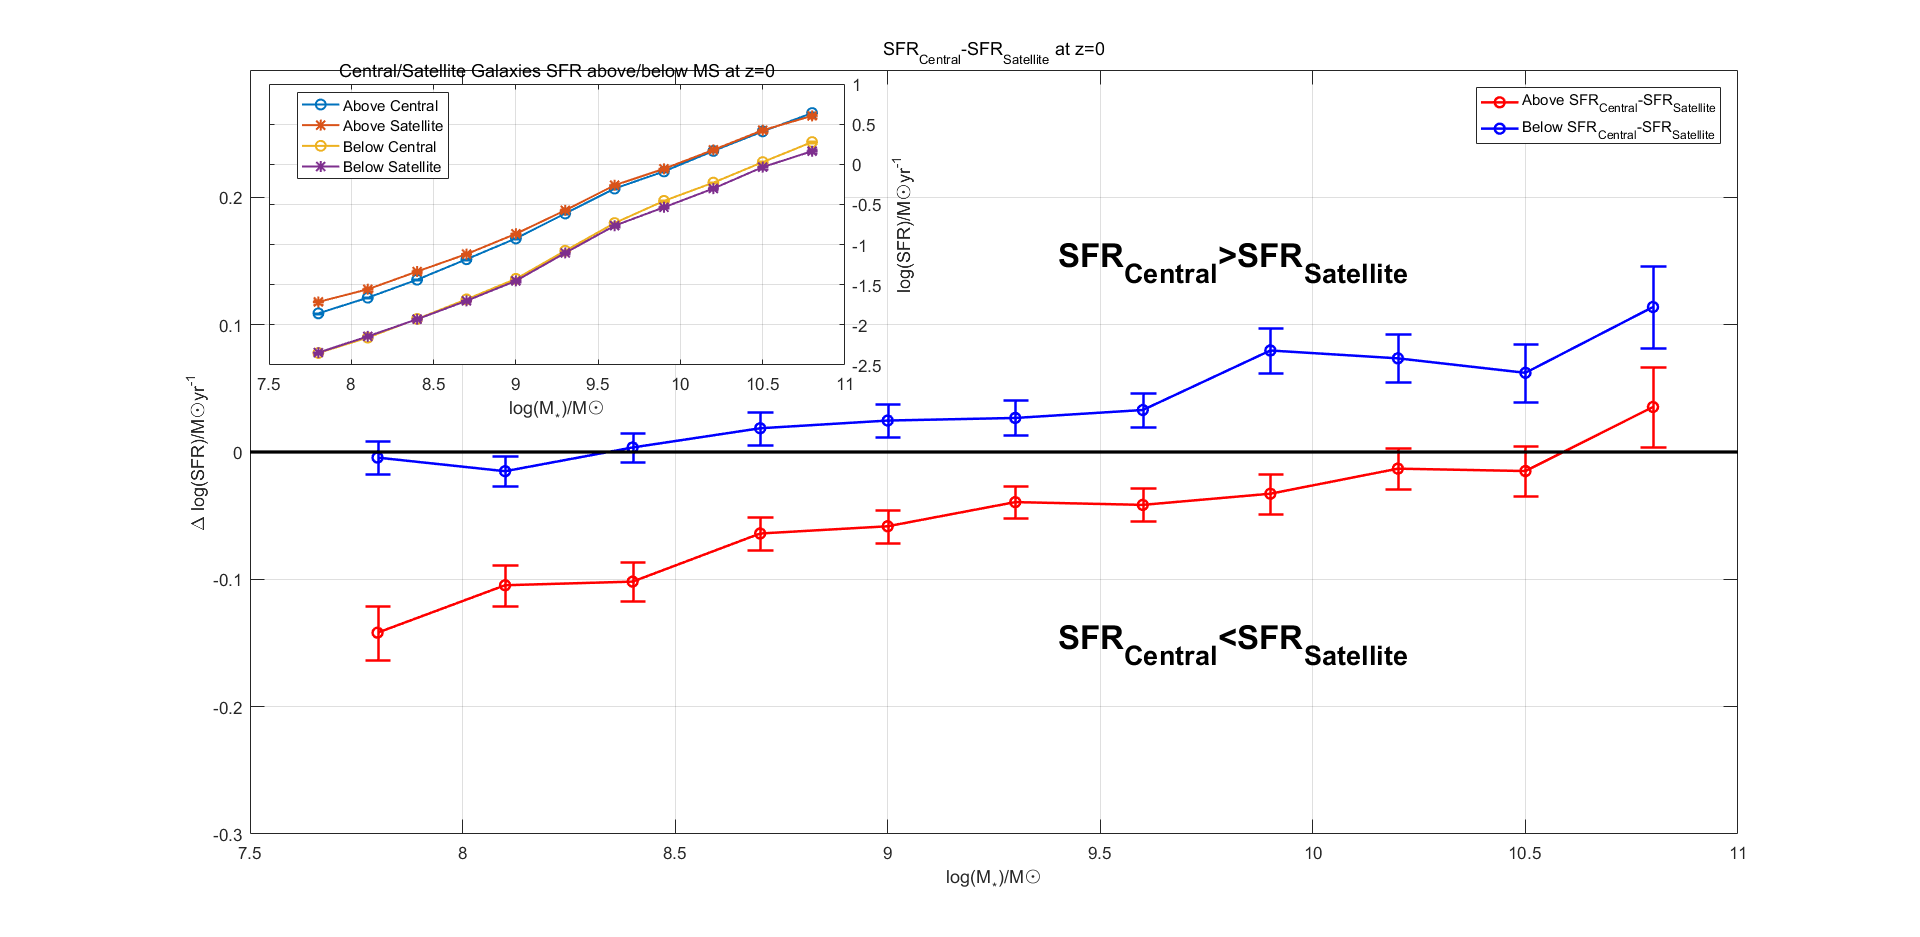 SFRCentral-SFRSatellite at z=0
Central/Satellite Galaxies SFR above/below MS at z=0
Above Central
Above Satellite
Below Central
Below Satellite
1
0.5
0
-0.5
-1
-1.5
-2
-2.5
log(SFR)/M☉yr-1
7.5 8 8.5 9 9.5 10 10.5 11
log(M⋆)/M☉
Above SFRCentral-SFRSatellite
Below SFRCentral-SFRSatellite
SFRCentral>SFRSatellite
SFRCentral<SFRSatellite
0.2
0.1
0
-0.1
-0.2
-0.3
Δ log(SFR)/M☉yr-1
7.5 8 8.5 9 9.5 10 10.5 11
log(M⋆)/M☉